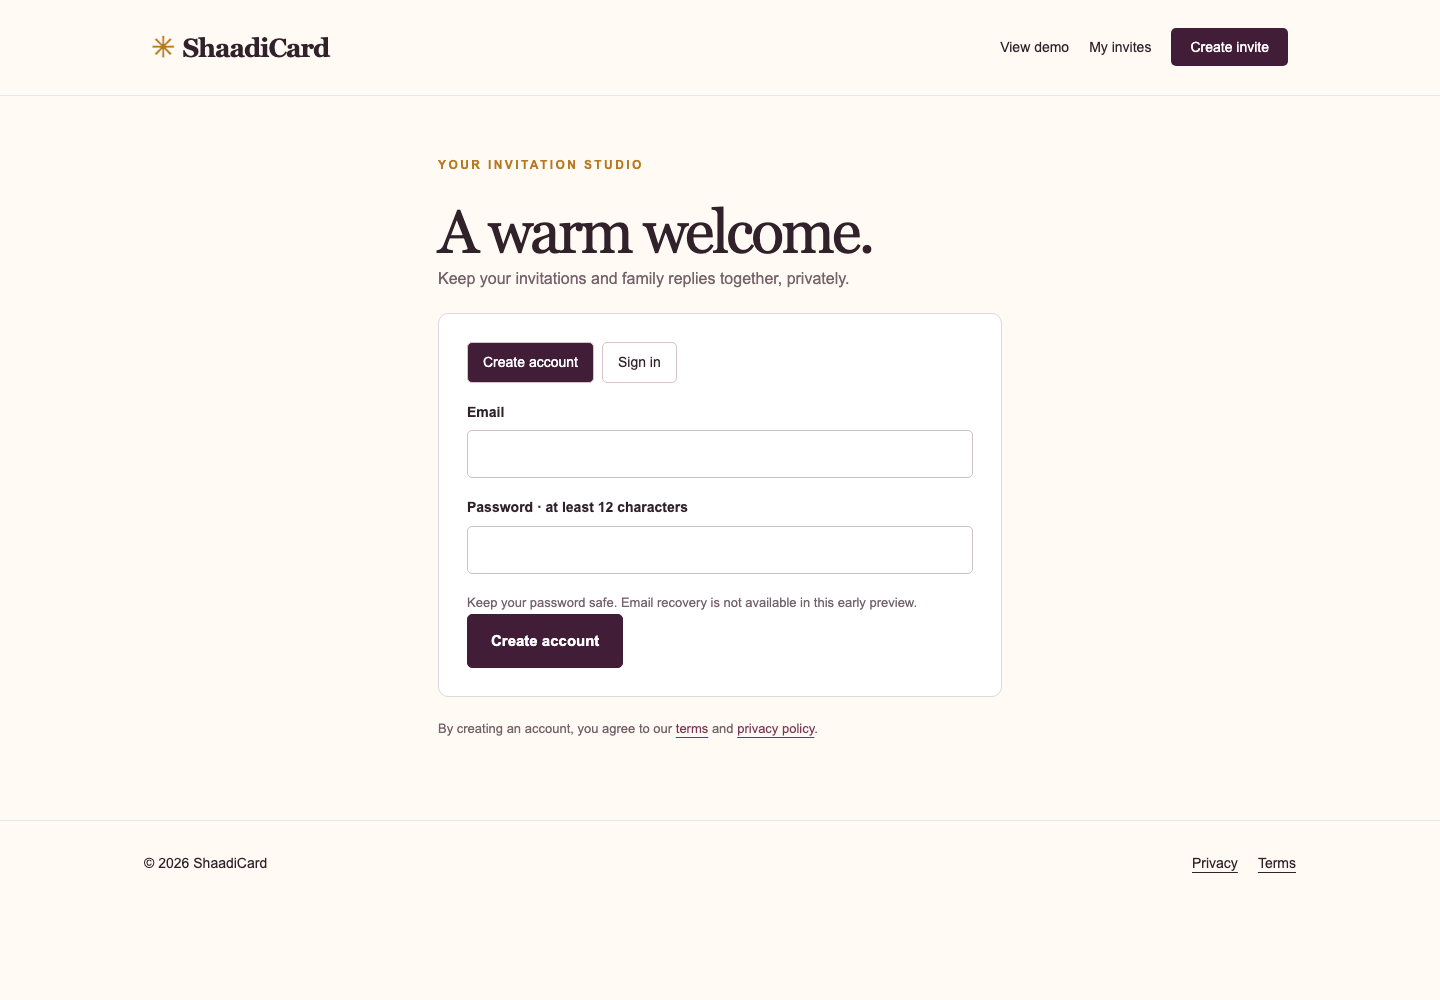 ShaadiCard
View demo
My invites
Create invite
YOUR INVITATION STUDIO
A warm welcome.
Keep your invitations and family replies together, privately.
Create account
Sign in
Email
Password · at least 12 characters
Keep your password safe. Email recovery is not available in this early preview.
Create account
By creating an account, you agree to our terms and privacy policy.
© 2026 ShaadiCard
Privacy
Terms